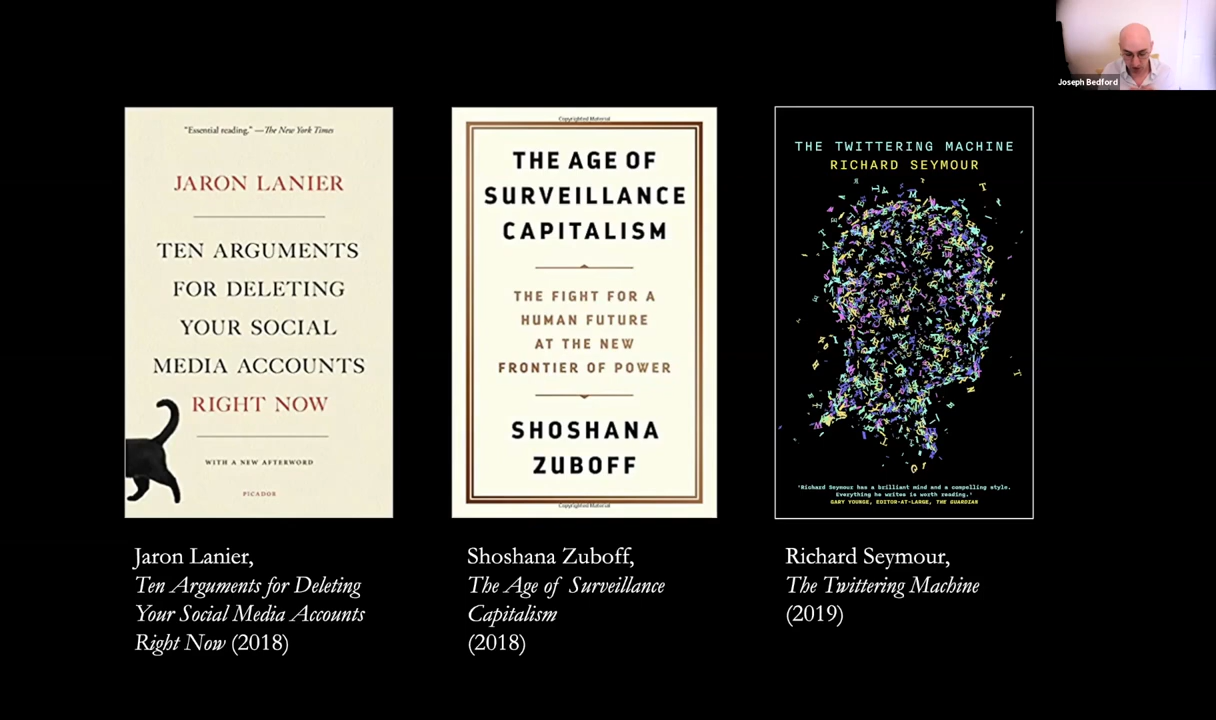 Joseph Bedford
"Essential reading." —The New York Times
JARON LANIER
TEN ARGUMENTS
FOR DELETING
YOUR SOCIAL
MEDIA ACCOUNTS
RIGHT NOW
WITH A NEW AFTERWORD
PICADOR
Copyrighted Material
THE AGE OF
SURVEILLANCE
CAPITALISM
THE FIGHT FOR A
HUMAN FUTURE
AT THE NEW
FRONTIER OF POWER
SHOSHANA
ZUBOFF
Copyrighted Material
THE TWITTERING MACHINE
RICHARD SEYMOUR
'Richard Seymour has a brilliant mind and a compelling style.
Everything he writes is worth reading.'
GARY YOUNGE, EDITOR-AT-LARGE, THE GUARDIAN
Jaron Lanier,
Ten Arguments for Deleting
Your Social Media Accounts
Right Now (2018)
Shoshana Zuboff,
The Age of Surveillance
Capitalism
(2018)
Richard Seymour,
The Twittering Machine
(2019)